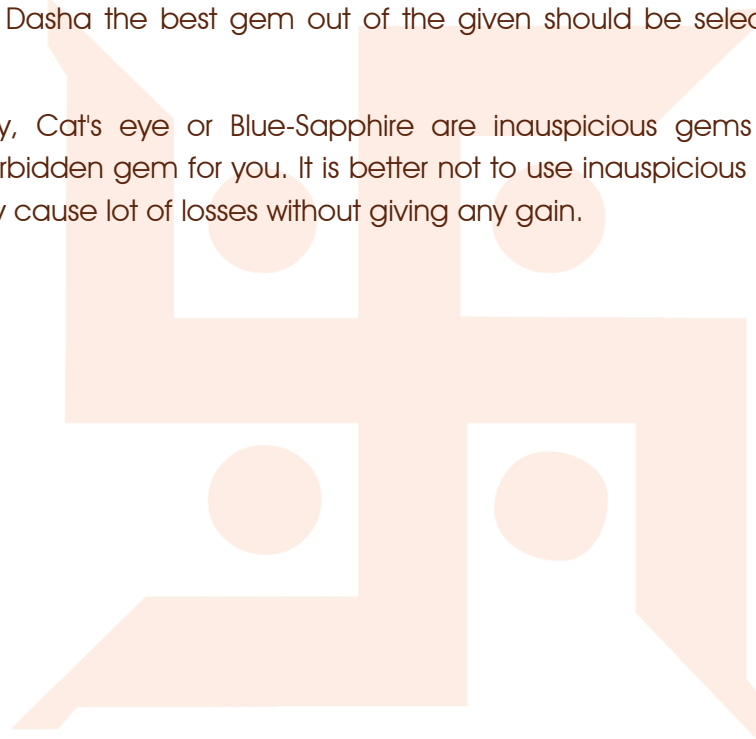 Dasha the best gem out of the given should be selec
y, Cat's eye or Blue-Sapphire are inauspicious gems
rbidden gem for you. It is better not to use inauspicious
y cause lot of losses without giving any gain.